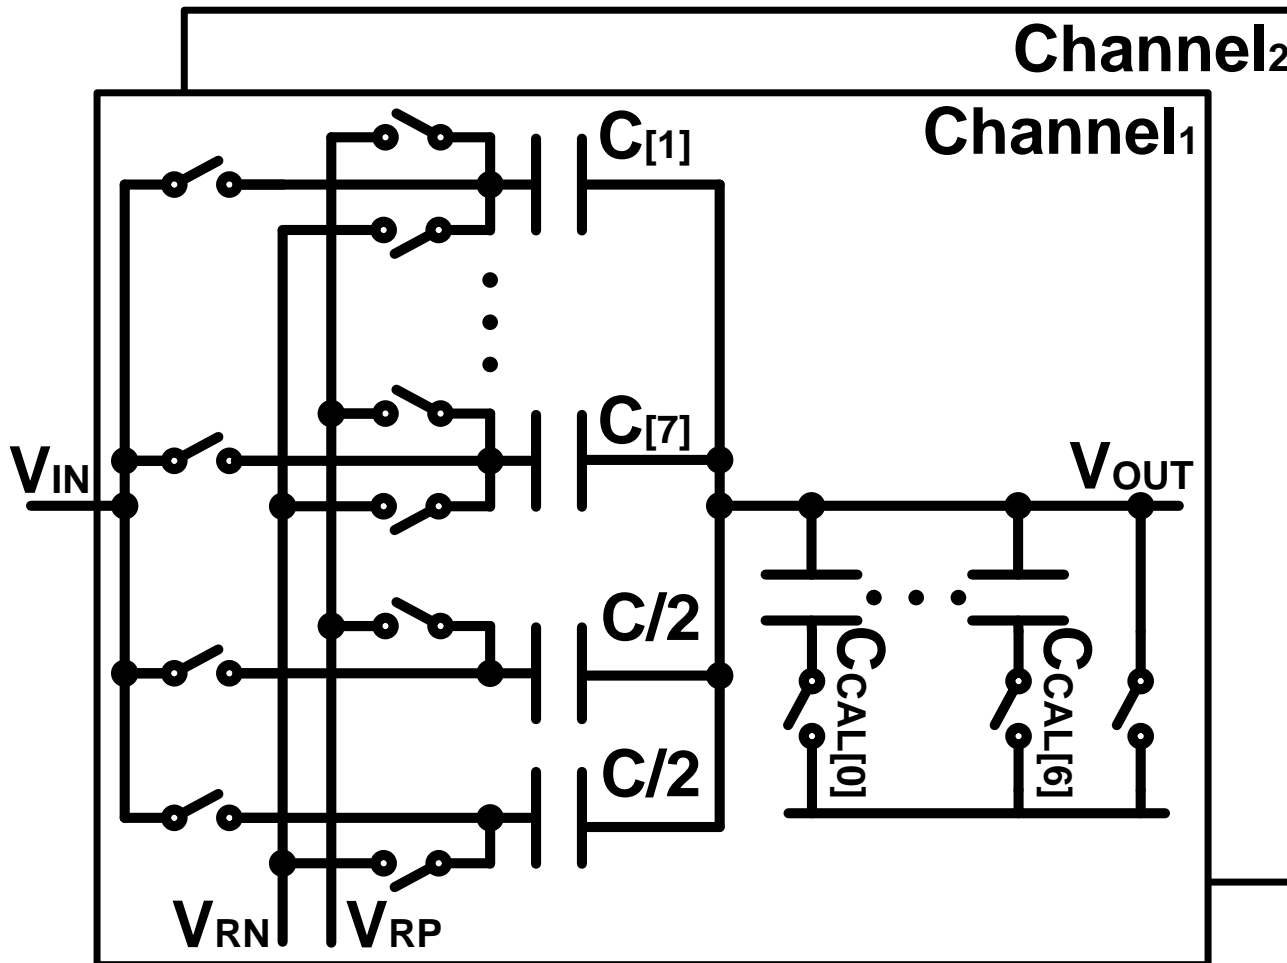 Channel2
Channel1
C[1]
C[7]
VIN
VOUT
C/2
CCAL[0]
CCAL[6]
C/2
VRN
VRP